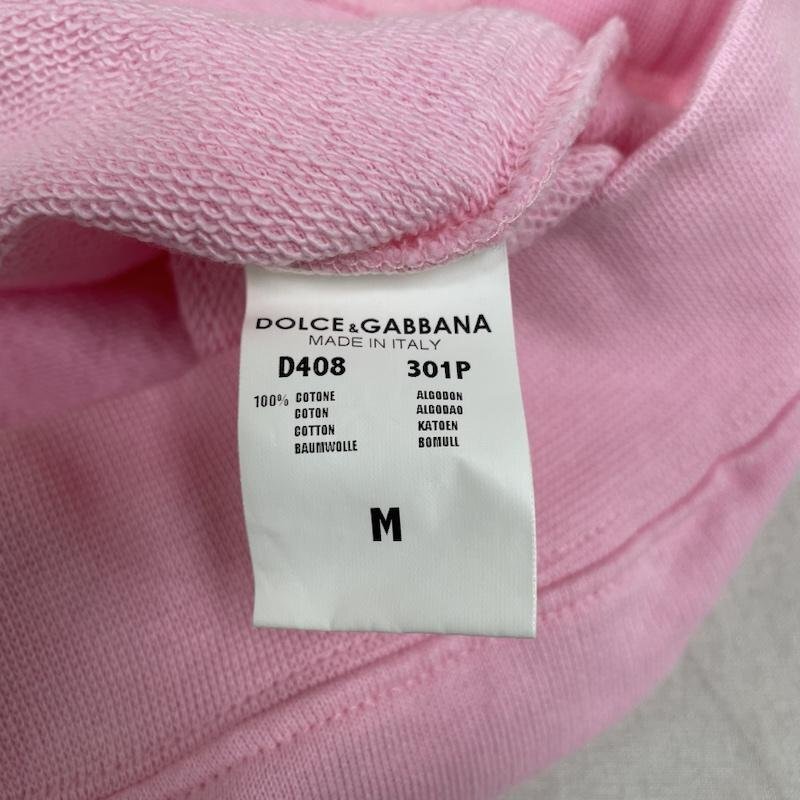 DOLCE&GABBANA
MADE IN ITALY
D408 301P
100% COTONE ALGODON
COTON ALGODAO
COTTON KATOEN
BAUMWOLLE BOMULL
M